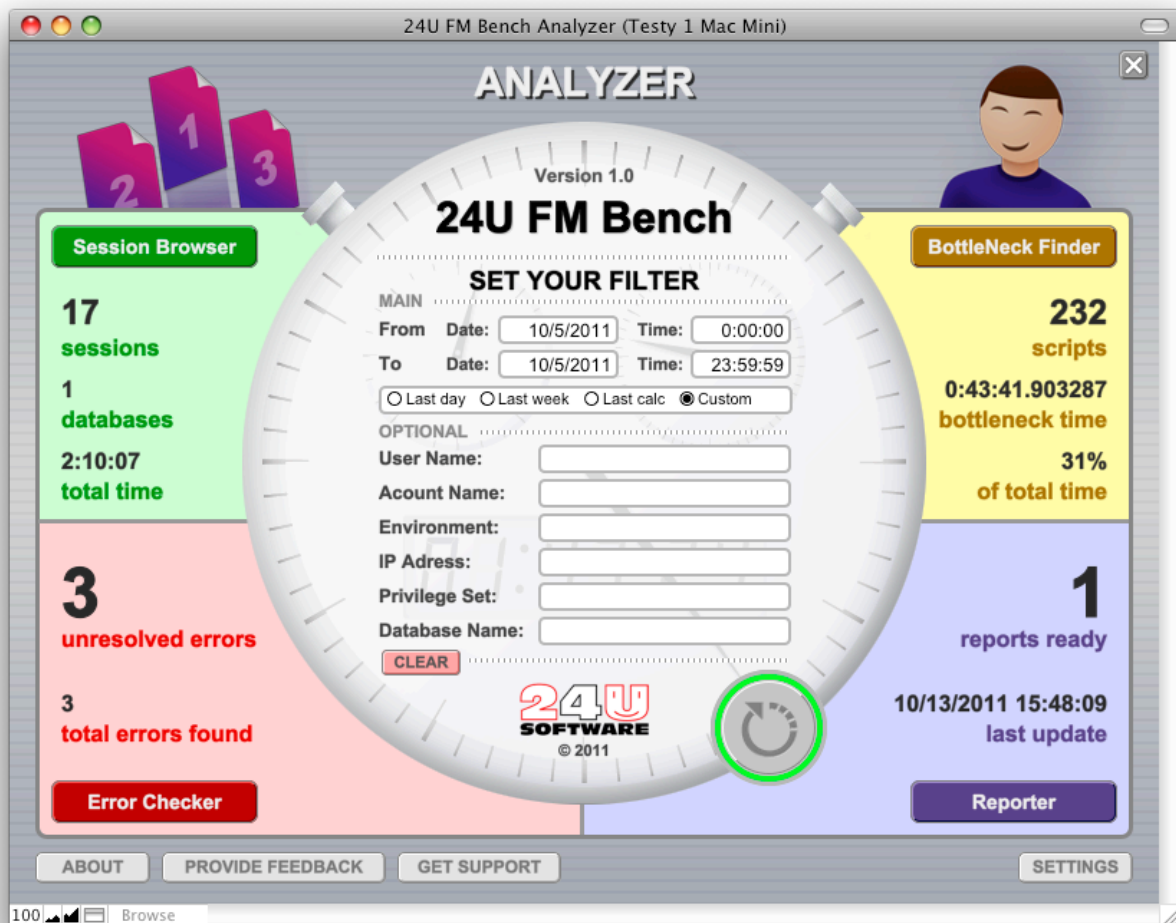 24U FM Bench Analyzer (Testy 1 Mac Mini)
ANALYZER
2
1
3
Version 1.0
24U FM Bench
SET YOUR FILTER
MAIN
From Date: 10/5/2011 Time: 0:00:00
To Date: 10/5/2011 Time: 23:59:59
Last day Last week Last calc Custom
OPTIONAL
User Name:
Acount Name:
Environment:
IP Adress:
Privilege Set:
Database Name:
CLEAR
24U
SOFTWARE
© 2011
Session Browser
17
sessions
1
databases
2:10:07
total time
BottleNeck Finder
232
scripts
0:43:41.903287
bottleneck time
31%
of total time
3
unresolved errors
3
total errors found
Error Checker
1
reports ready
10/13/2011 15:48:09
last update
Reporter
ABOUT PROVIDE FEEDBACK GET SUPPORT SETTINGS
100 Browse